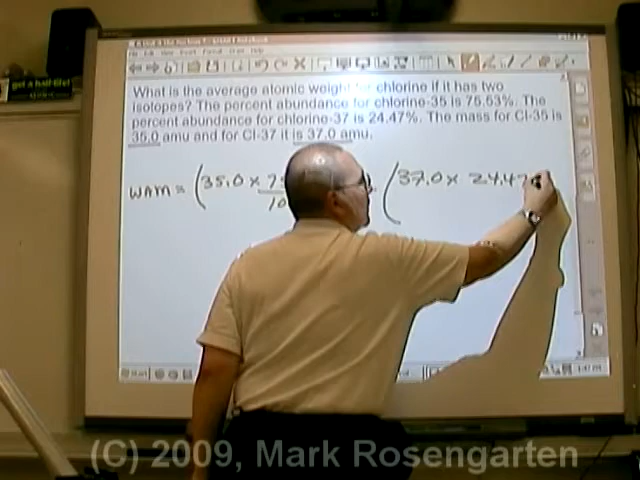 What is the average atomic weight for chlorine if it has two
isotopes? The percent abundance for chlorine-35 is 75.53%. The
percent abundance for chlorine-37 is 24.47%. The mass for Cl-35 is
35.0 amu and for Cl-37 it is 37.0 amu.
WAM = (35.0 x 7 (37.0 x 24.47
10
(C) 2009, Mark Rosengarten